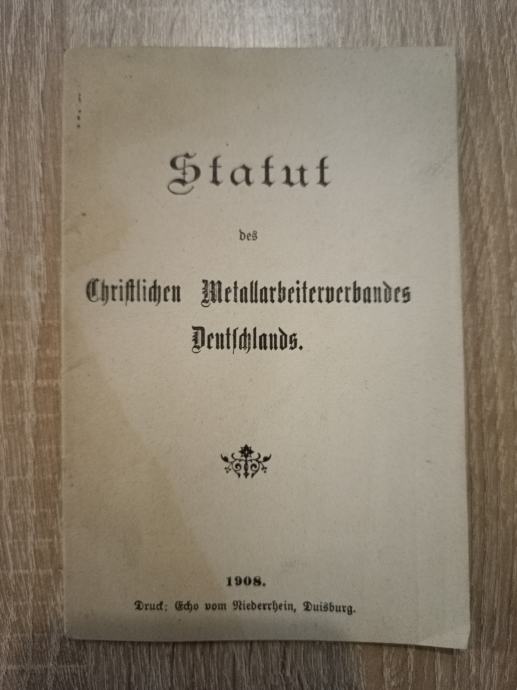 Statut
des
Christlichen Metallarbeiterverbandes
Deutschlands.
1908.
Druck: Echo vom Niederrhein, Duisburg.